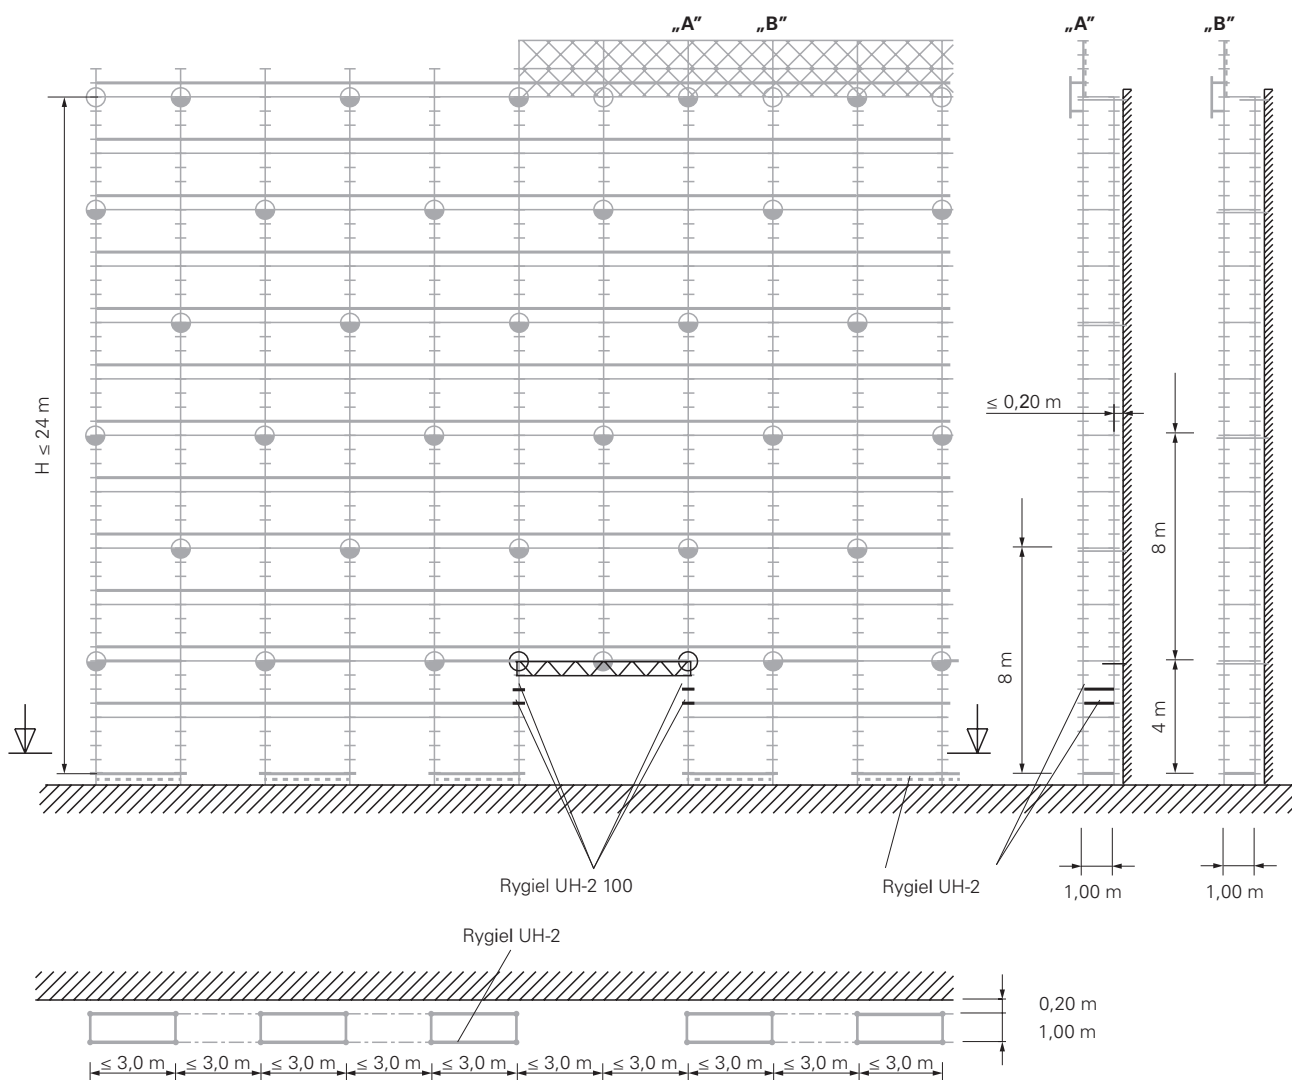 „A” „B” „A” „B”
H ≤ 24 m
≤ 0,20 m
8 m
8 m
4 m
Rygiel UH-2 100
Rygiel UH-2
1,00 m
1,00 m
Rygiel UH-2
0,20 m
1,00 m
≤ 3,0 m ≤ 3,0 m ≤ 3,0 m ≤ 3,0 m ≤ 3,0 m ≤ 3,0 m ≤ 3,0 m ≤ 3,0 m ≤ 3,0 m ≤ 3,0 m